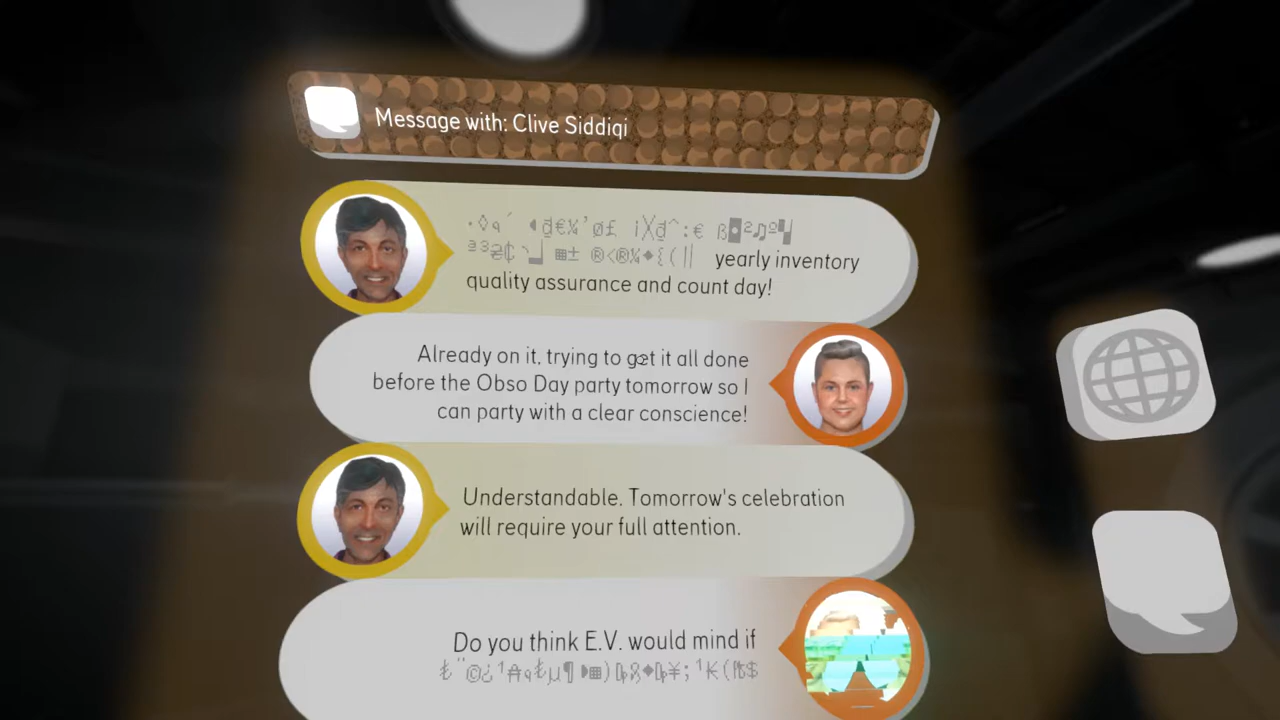 Message with: Clive Siddiqi
yearly inventory
quality assurance and count day!
Already on it, trying to get it all done
before the Obso Day party tomorrow so I
can party with a clear conscience!
Understandable. Tomorrow's celebration
will require your full attention.
Do you think E.V. would mind if